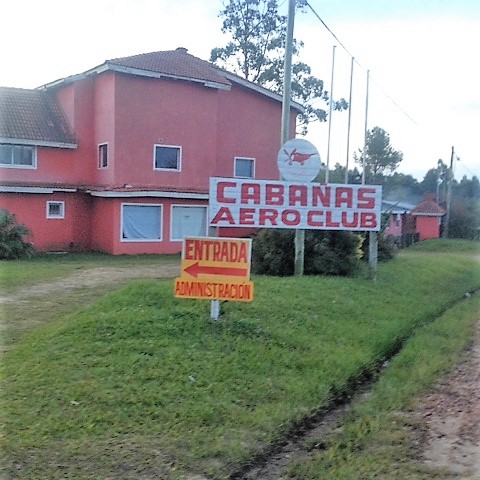 CABAÑAS
AERO CLUB
ENTRADA
ADMINISTRACIÓN